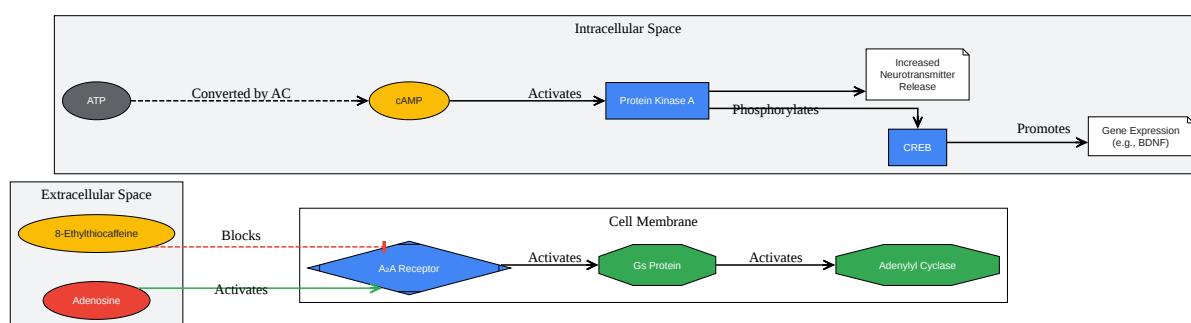 Intracellular Space
ATP
Converted by AC
cAMP
Activates
Protein Kinase A
Increased
Neurotransmitter
Release
Phosphorylates
CREB
Promotes
Gene Expression
(e.g., BDNF)
Extracellular Space
8-Ethylthiocaffeine
Blocks
Adenosine
Activates
Cell Membrane
A₂A Receptor
Activates
Gs Protein
Activates
Adenylyl Cyclase